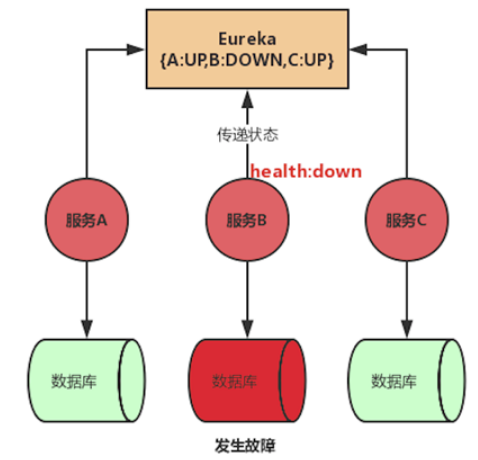 Eureka
{A:UP,B:DOWN,C:UP}
传递状态
health:down
服务A
服务B
服务C
数据库
数据库
数据库
发生故障